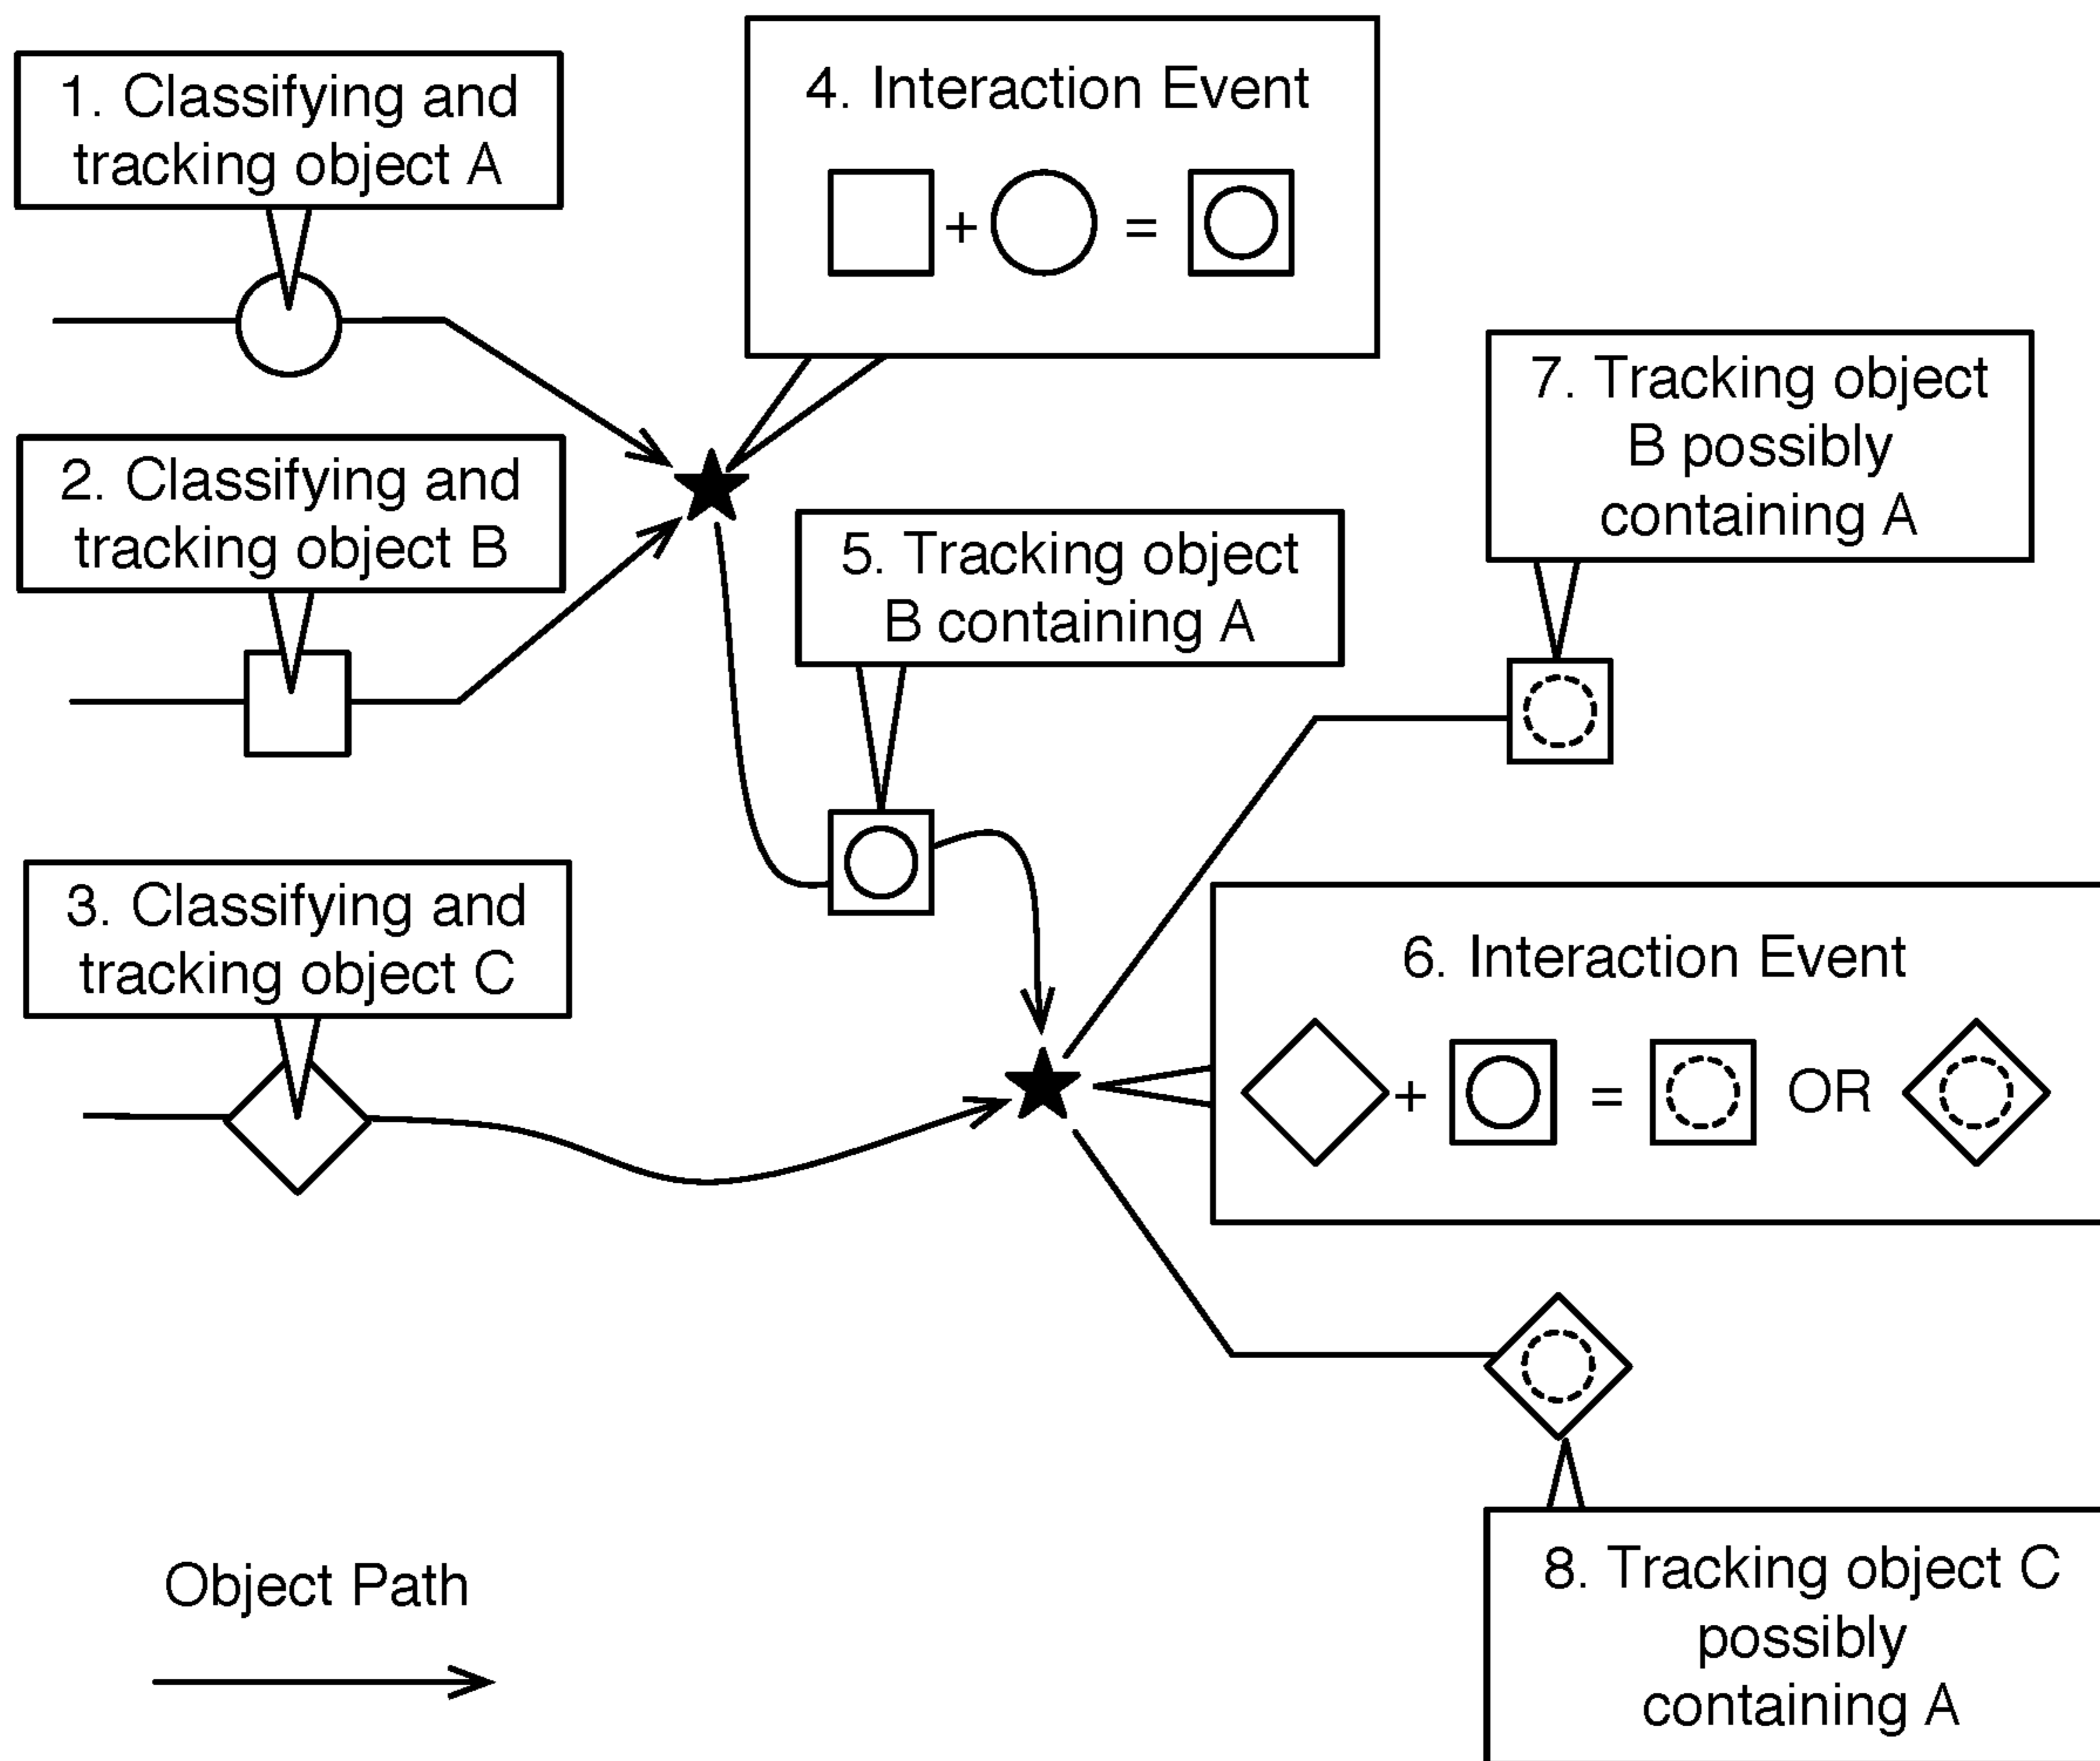 1. Classifying and
tracking object A
2. Classifying and
tracking object B
3. Classifying and
tracking object C
4. Interaction Event
+ =
5. Tracking object
B containing A
6. Interaction Event
+ = OR
7. Tracking object
B possibly
containing A
8. Tracking object C
possibly
containing A
Object Path